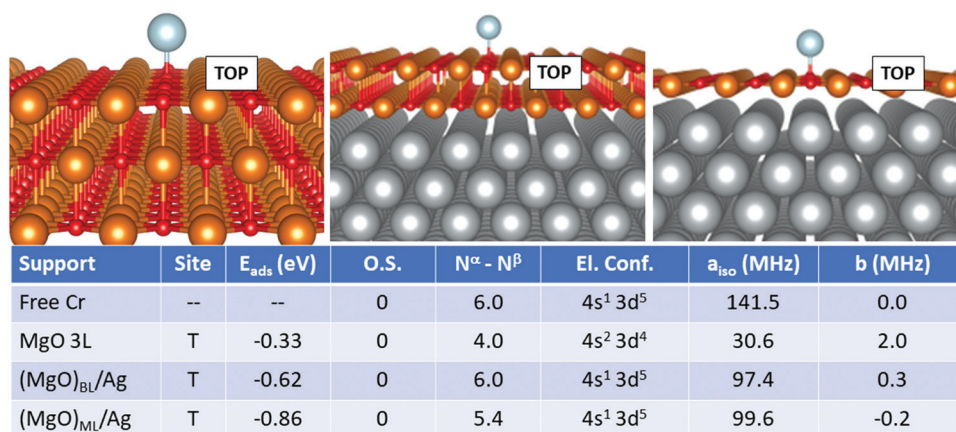 TOP
TOP
TOP
Support Site E_ads (eV) O.S. N^α - N^β El. Conf. a_iso (MHz) b (MHz)
Free Cr -- -- 0 6.0 4s¹ 3d⁵ 141.5 0.0
MgO 3L T -0.33 0 4.0 4s² 3d⁴ 30.6 2.0
(MgO)_BL/Ag T -0.62 0 6.0 4s¹ 3d⁵ 97.4 0.3
(MgO)_ML/Ag T -0.86 0 5.4 4s¹ 3d⁵ 99.6 -0.2